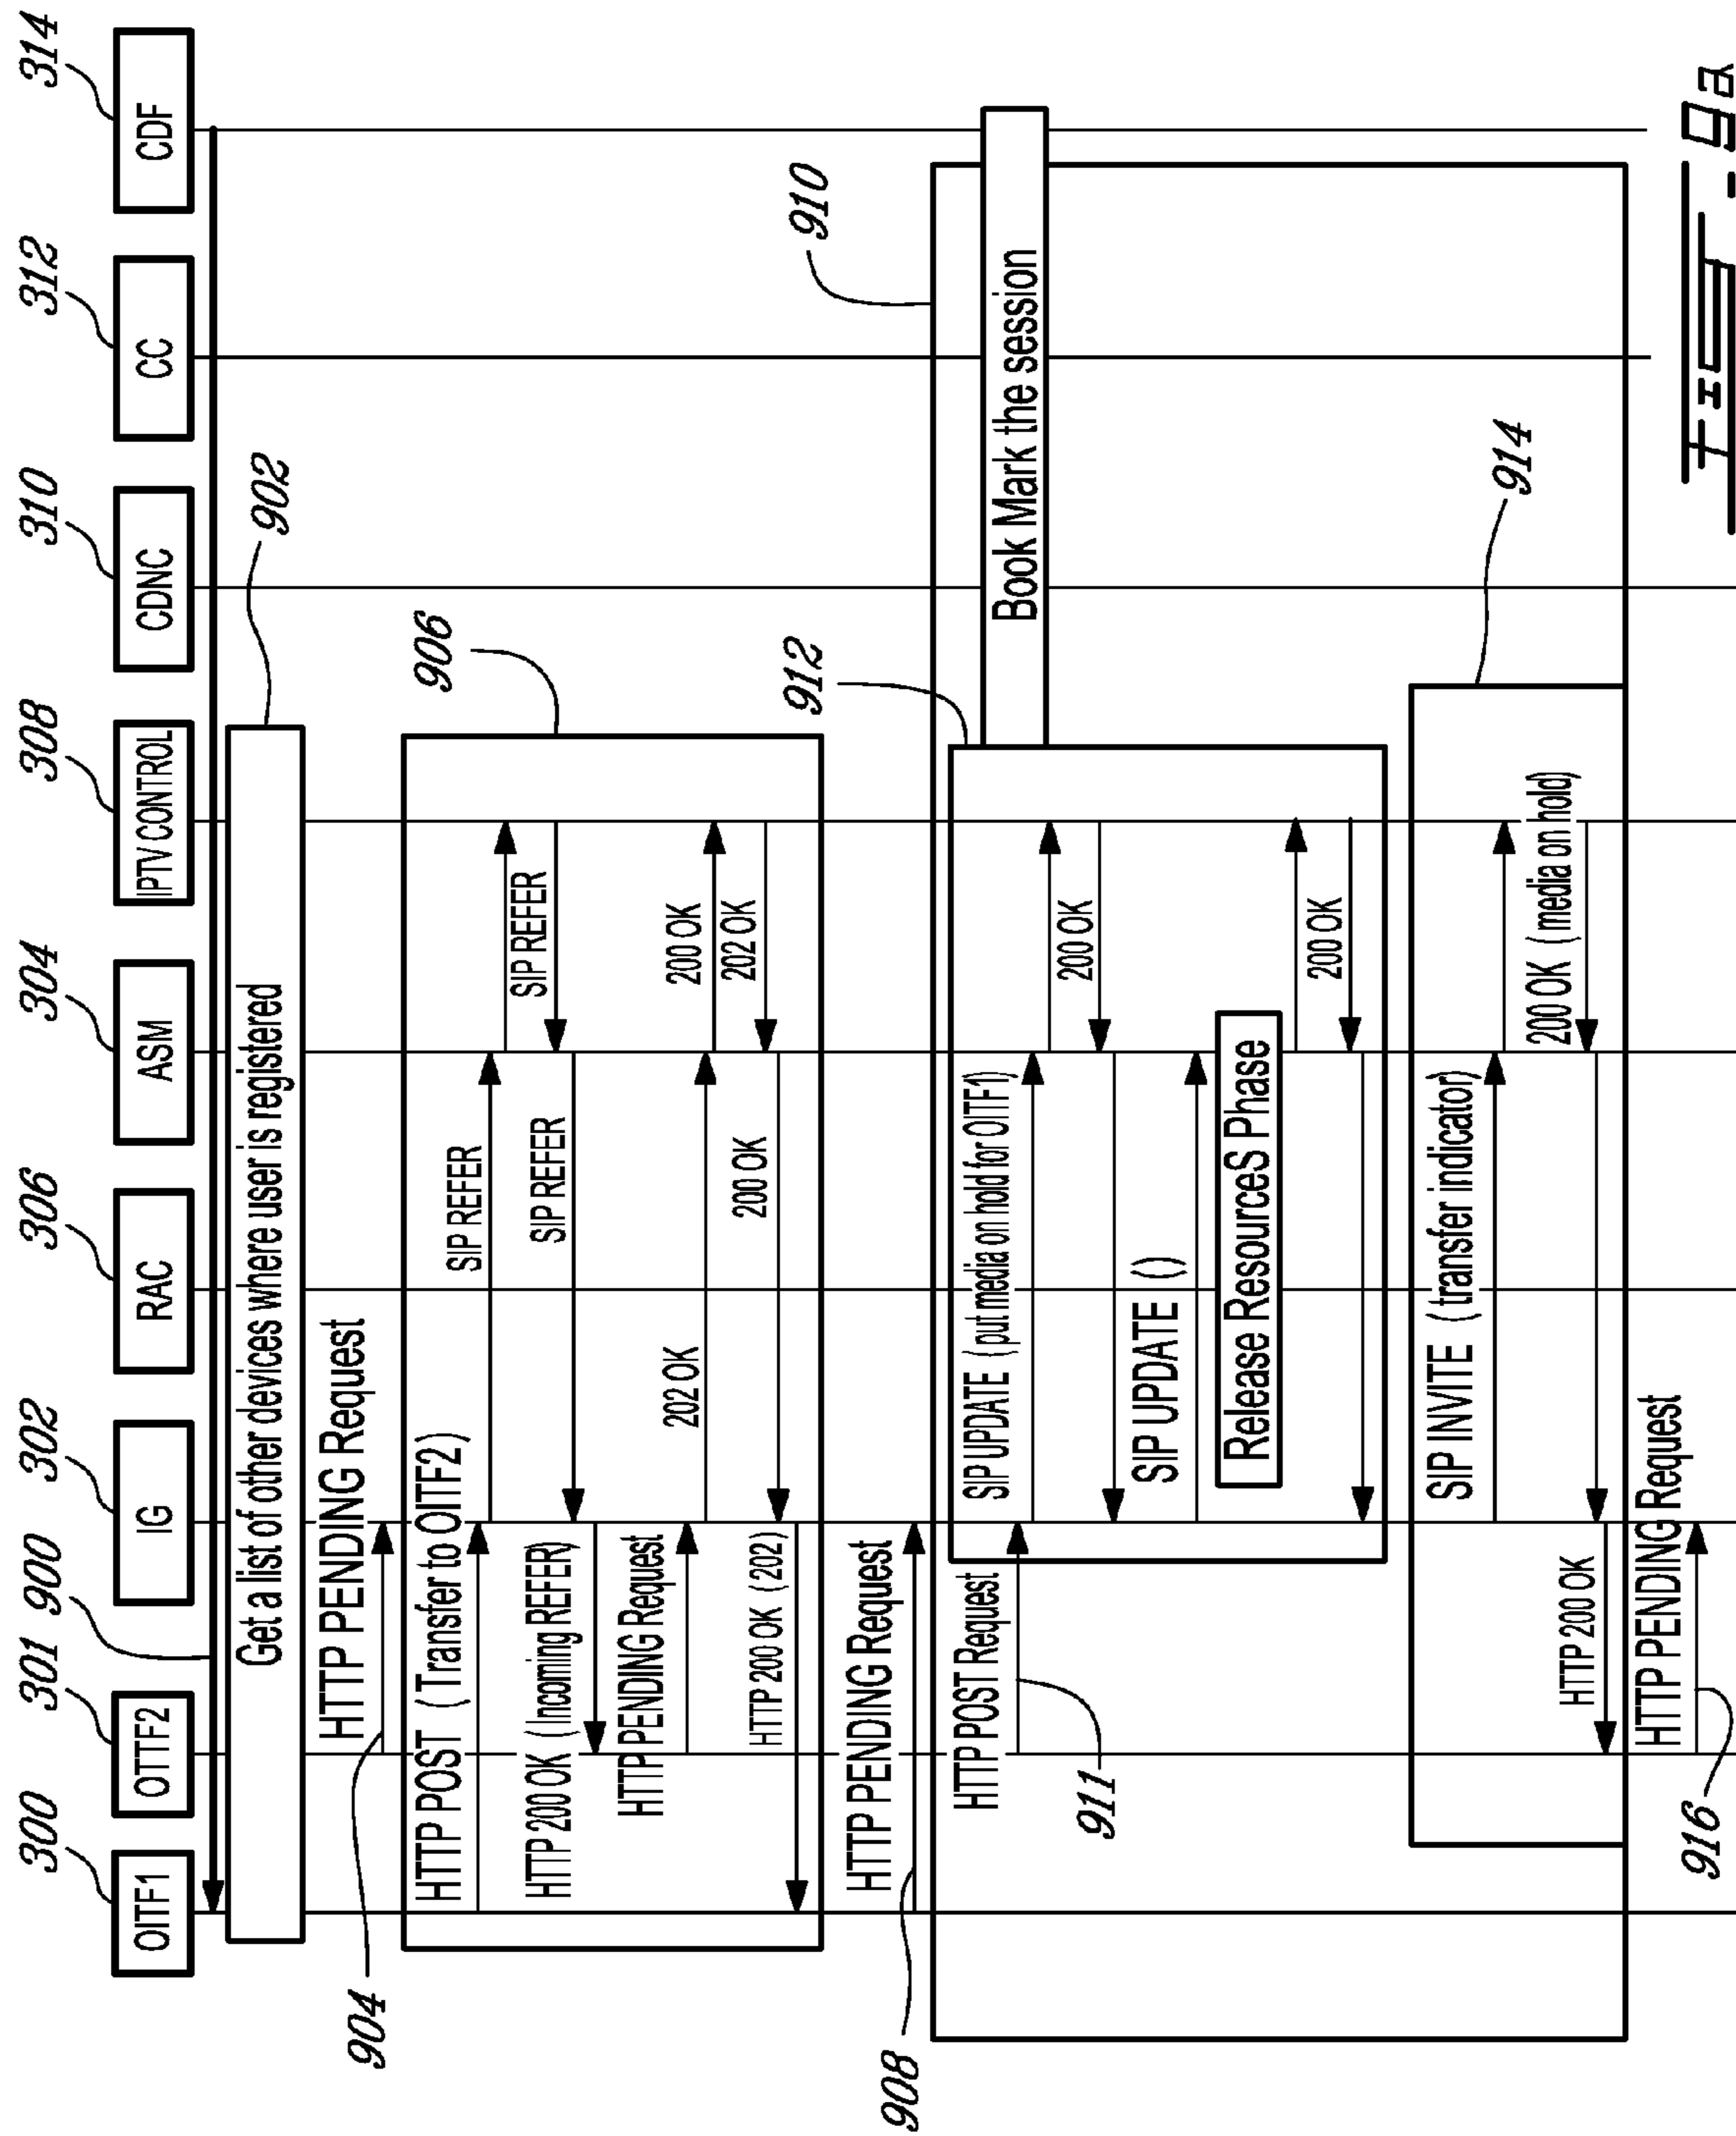 300
301
900
302
306
304
308
310
312
314
OITF1
OTTF2
IG
RAC
ASM
IPTV CONTROL
CDNC
CC
CDF
Get a list of other devices where user is registered
902
HTTP PENDING Request
904
906
HTTP POST (Transfer to OITF2)
SIP REFER
SIP REFER
SIP REFER
HTTP 200 OK (Incoming REFER)
HTTP PENDING Request
202 OK
200 OK
202 OK
200 OK
HTTP 200 OK (202)
HTTP PENDING Request
908
910
912
HTTP POST Request
911
SIP UPDATE (put media on hold for OITF1)
Book Mark the session
200 OK
SIP UPDATE ()
Release ResourceS Phase
200 OK
914
SIP INVITE (transfer indicator)
200 OK (media on hold)
HTTP 200 OK
HTTP PENDING Request
916
FIG - 9a